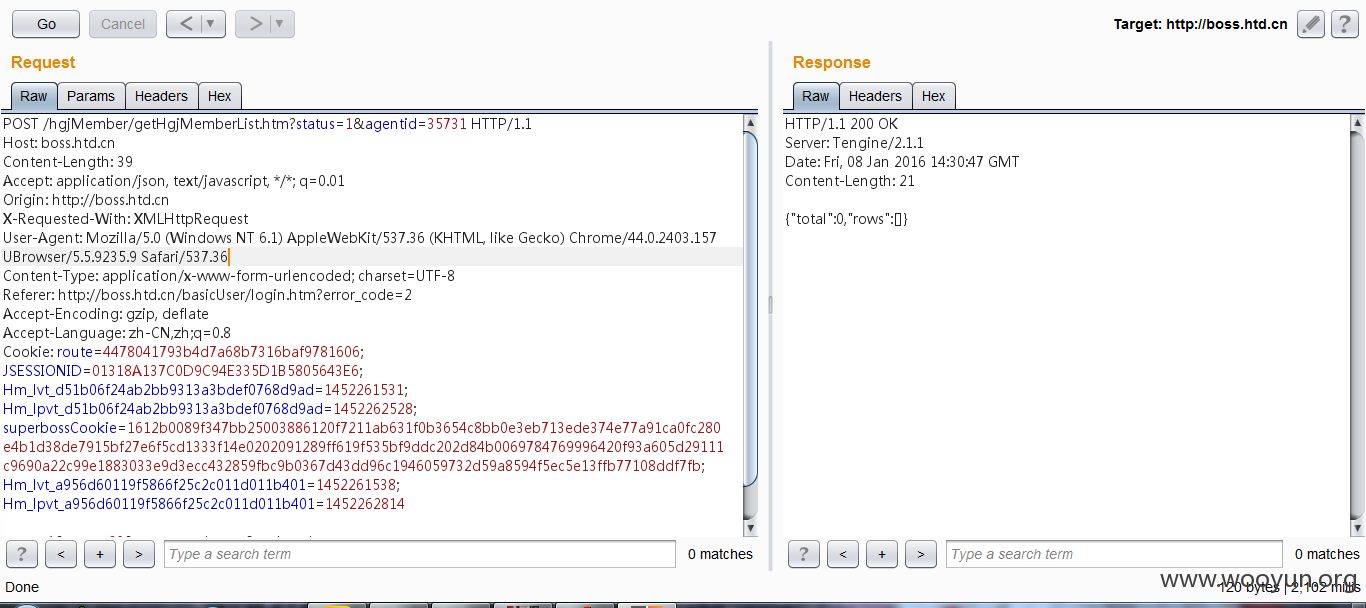 Go Cancel < ▼ > ▼ Target: http://boss.htd.cn ?
Request
Raw Params Headers Hex
POST /hgjMember/getHgjMemberList.htm?status=1&agentid=35731 HTTP/1.1
Host: boss.htd.cn
Content-Length: 39
Accept: application/json, text/javascript, */*; q=0.01
Origin: http://boss.htd.cn
X-Requested-With: XMLHttpRequest
User-Agent: Mozilla/5.0 (Windows NT 6.1) AppleWebKit/537.36 (KHTML, like Gecko) Chrome/44.0.2403.157
UBrowser/5.5.9235.9 Safari/537.36
Content-Type: application/x-www-form-urlencoded; charset=UTF-8
Referer: http://boss.htd.cn/basicUser/login.htm?error_code=2
Accept-Encoding: gzip, deflate
Accept-Language: zh-CN,zh;q=0.8
Cookie: route=4478041793b4d7a68b7316baf9781606;
JSESSIONID=01318A137C0D9C94E335D1B5805643E6;
Hm_lvt_d51b06f24ab2bb9313a3bdef0768d9ad=1452261531;
Hm_lpvt_d51b06f24ab2bb9313a3bdef0768d9ad=1452262528;
superbossCookie=1612b0089f347bb25003886120f7211ab631f0b3654c8bb0e3eb713ede374e77a91ca0fc280
e4b1d38de7915bf27e6f5cd1333f14e0202091289ff619f535bf9ddc202d84b0069784769996420f93a605d29111
c9690a22c99e1883033e9d3ecc432859fbc9b0367d43dd96c1946059732d59a8594f5ec5e13ffb77108ddf7fb;
Hm_lvt_a956d60119f5866f25c2c011d011b401=1452261538;
Hm_lpvt_a956d60119f5866f25c2c011d011b401=1452262814
? < + > Type a search term 0 matches
Response
Raw Headers Hex
HTTP/1.1 200 OK
Server: Tengine/2.1.1
Date: Fri, 08 Jan 2016 14:30:47 GMT
Content-Length: 21
{"total":0,"rows":[]}
? < + > Type a search term 0 matches
Done
120 bytes | 2,102 millis
www.wooyun.org